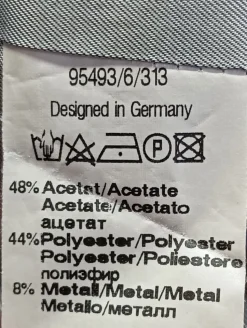 95493/6/313
Designed in Germany
P
48% Acetat/Acetate
Acetate/Acetato
ацетат
44% Polyester/Polyester
Polyester/Poliestere
полиэфир
8% Metall/Metal/Metal
Metallo/металл